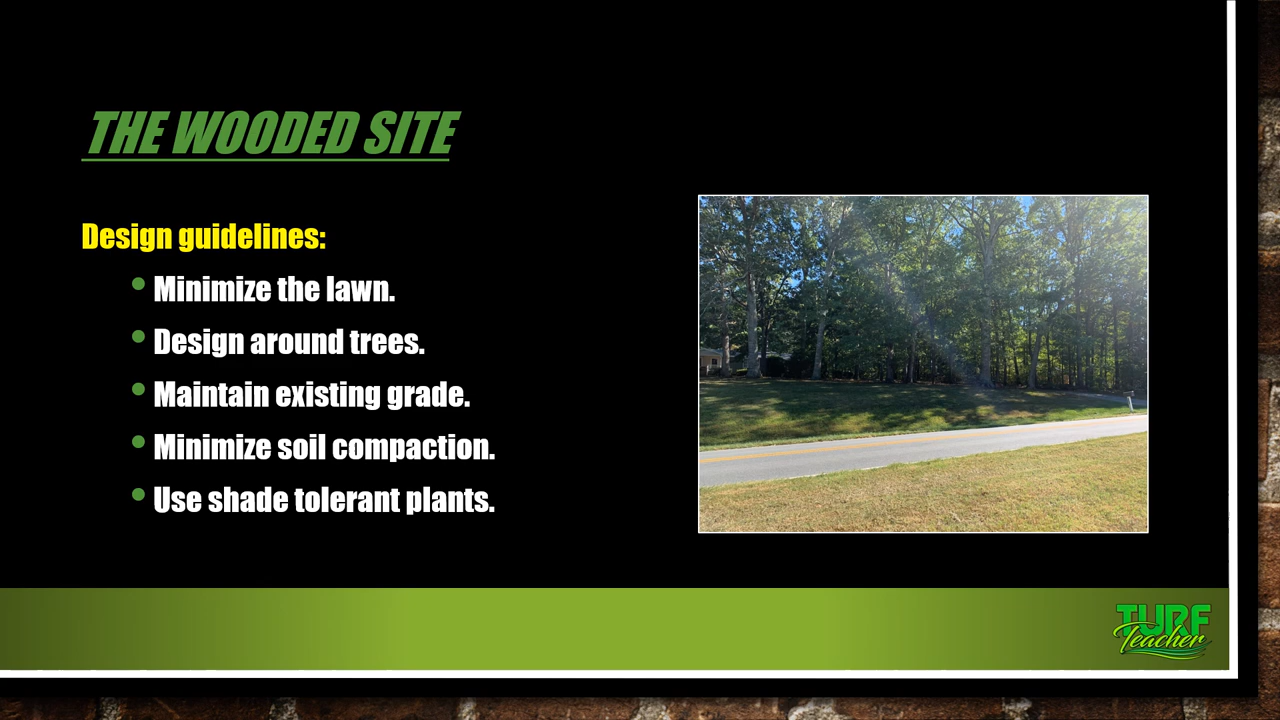 THE WOODED SITE
Design guidelines:
• Minimize the lawn.
• Design around trees.
• Maintain existing grade.
• Minimize soil compaction.
• Use shade tolerant plants.
TURF
Teacher